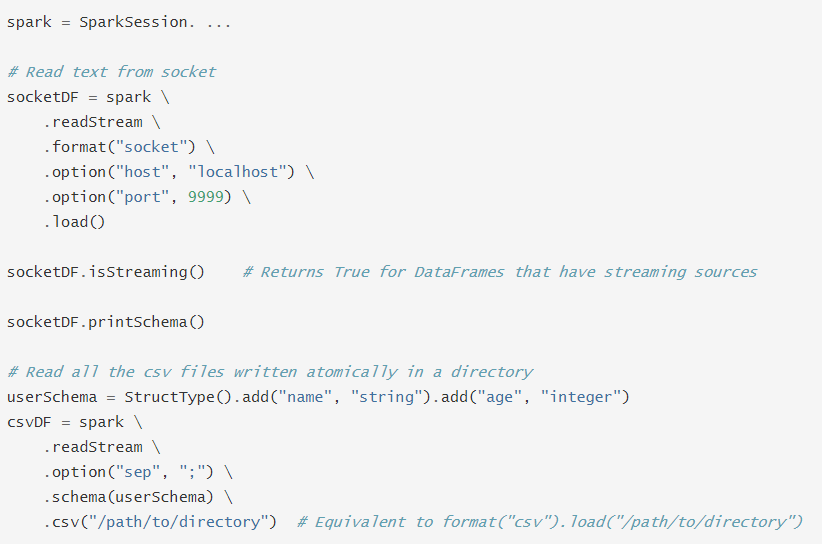 spark = SparkSession. ...
# Read text from socket
socketDF = spark \
    .readStream \
    .format("socket") \
    .option("host", "localhost") \
    .option("port", 9999) \
    .load()
socketDF.isStreaming()    # Returns True for DataFrames that have streaming sources
socketDF.printSchema()
# Read all the csv files written atomically in a directory
userSchema = StructType().add("name", "string").add("age", "integer")
csvDF = spark \
    .readStream \
    .option("sep", ";") \
    .schema(userSchema) \
    .csv("/path/to/directory")  # Equivalent to format("csv").load("/path/to/directory")